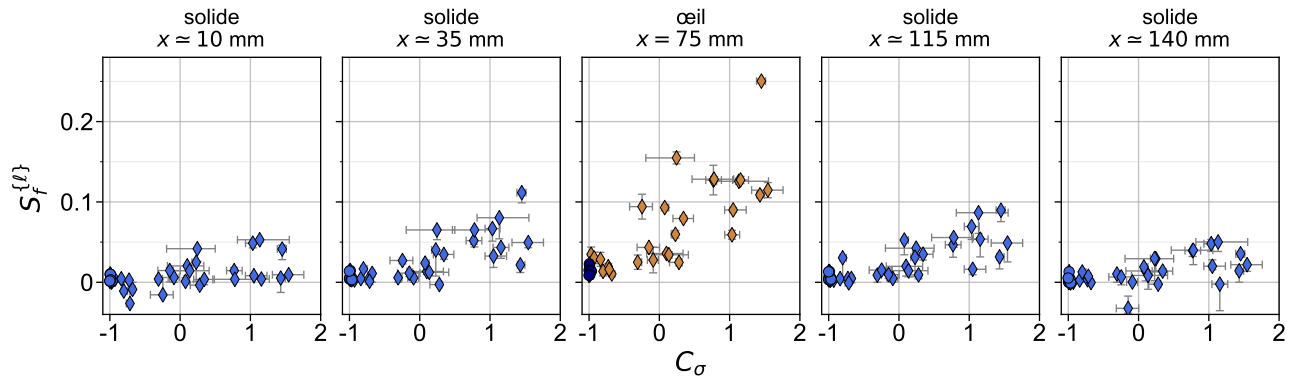 solide solide œil solide solide
x ≃ 10 mm x ≃ 35 mm x = 75 mm x ≃ 115 mm x ≃ 140 mm
0.2
0.1
0
S_f^{ℓ}
-1 0 1 2 -1 0 1 2 -1 0 1 2 -1 0 1 2 -1 0 1 2
C_σ